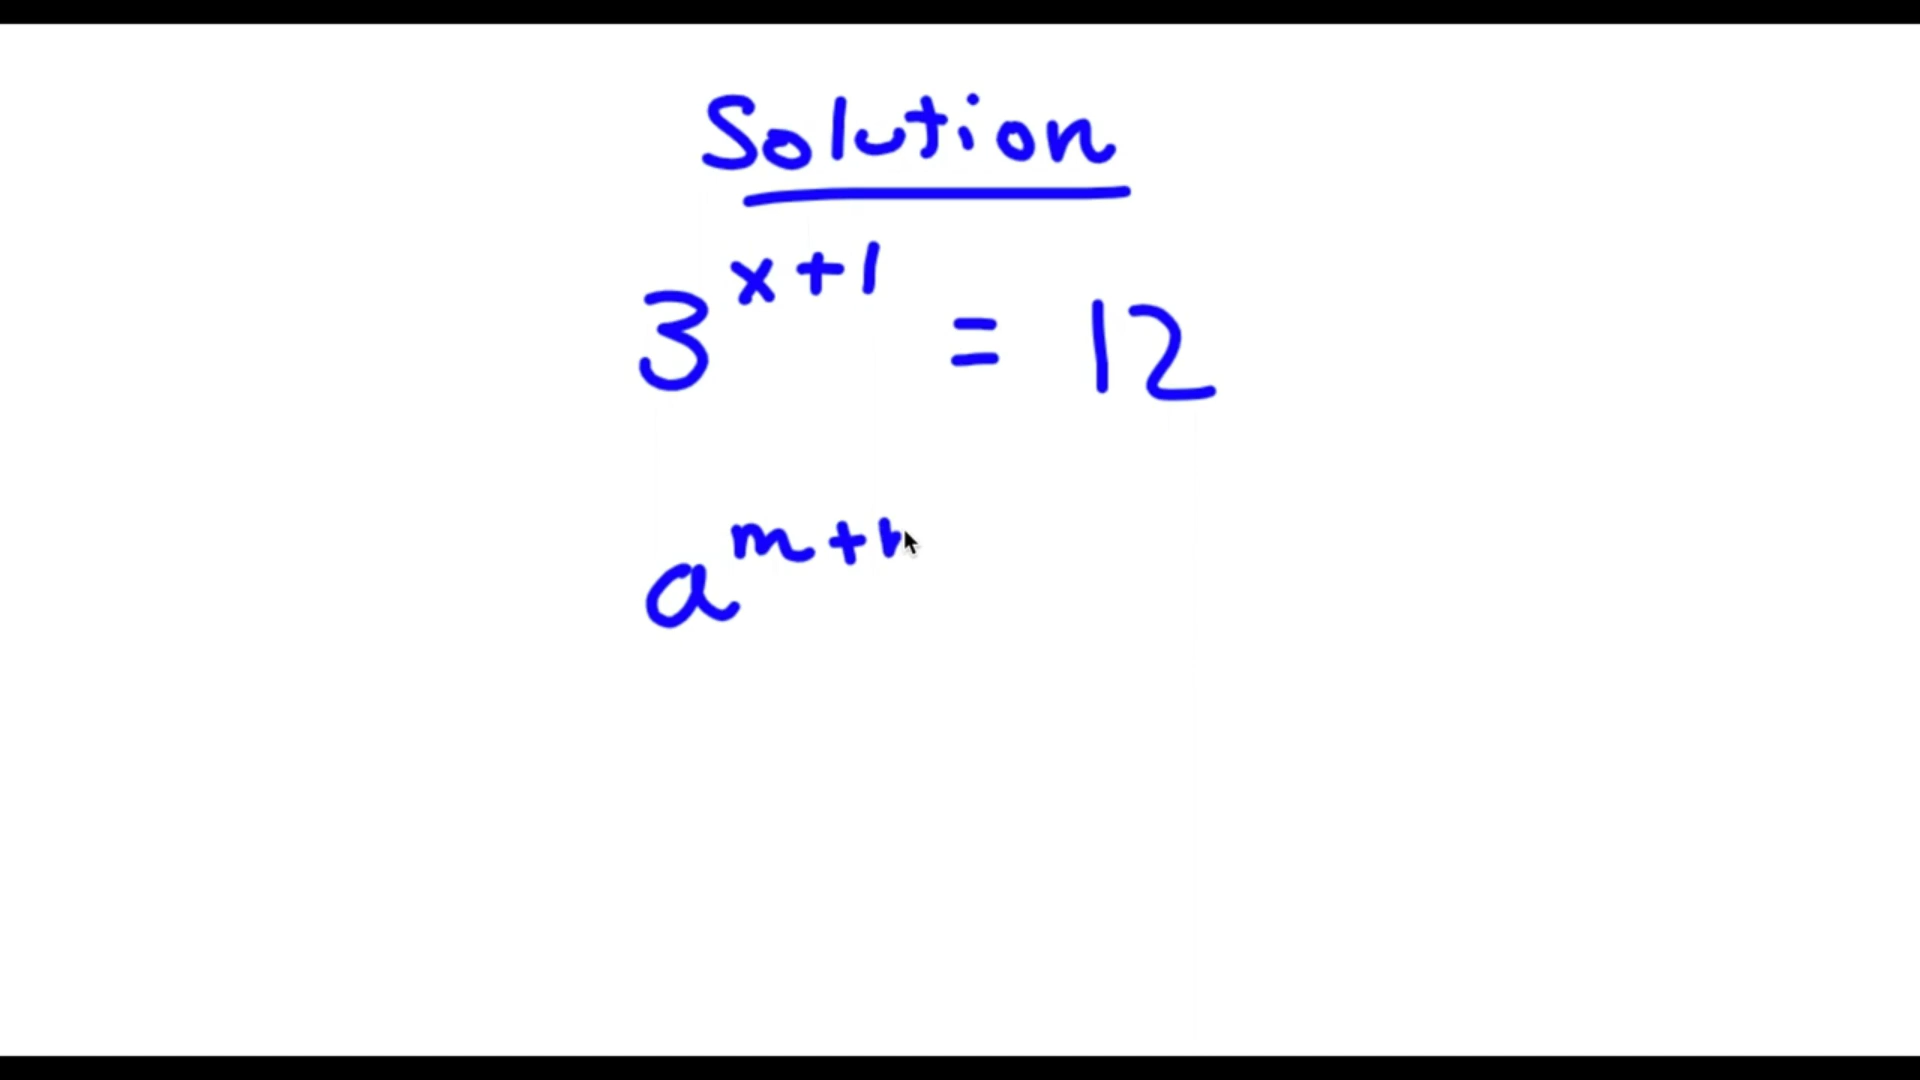 Solution
3^{x+1} = 12
a^{m+n}